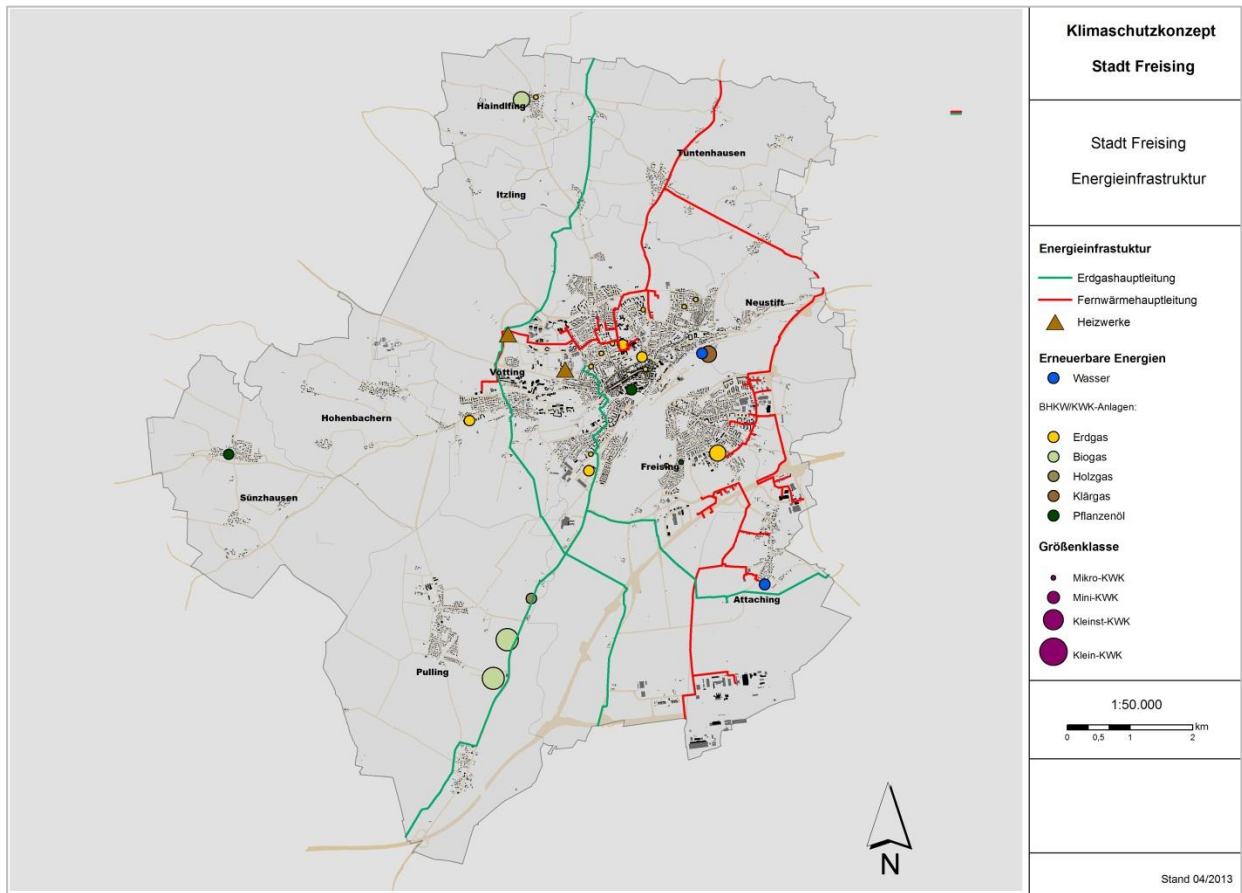 Klimaschutzkonzept
Stadt Freising
Stadt Freising
Energieinfrastruktur
Energieinfrastuktur
Erdgashauptleitung
Fernwärmehauptleitung
Heizwerke
Erneuerbare Energien
Wasser
BHKW/KWK-Anlagen:
Erdgas
Biogas
Holzgas
Klärgas
Pflanzenöl
Größenklasse
Mikro-KWK
Mini-KWK
Kleinst-KWK
Klein-KWK
1:50.000
km
0 0,5 1 2
Stand 04/2013
Haindlfing
Tüntenhausen
Itzling
Neustift
Vötting
Hohenbachern
Freising
Sünzhausen
Attaching
Pulling
N